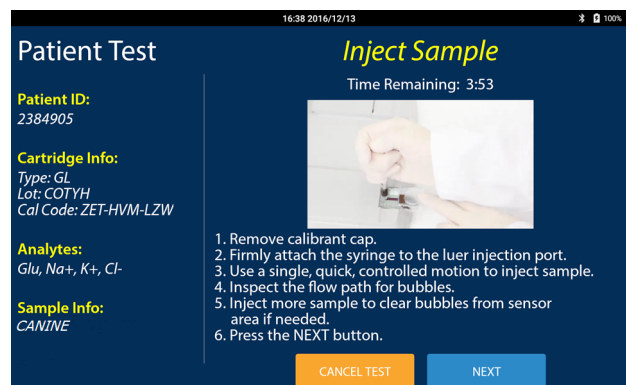 16:38 2016/12/13
100%
Patient Test
Patient ID:
2384905
Cartridge Info:
Type: GL
Lot: COTYH
Cal Code: ZET-HVM-LZW
Analytes:
Glu, Na+, K+, Cl-
Sample Info:
CANINE
Inject Sample
Time Remaining: 3:53
1. Remove calibrant cap.
2. Firmly attach the syringe to the luer injection port.
3. Use a single, quick, controlled motion to inject sample.
4. Inspect the flow path for bubbles.
5. Inject more sample to clear bubbles from sensor
area if needed.
6. Press the NEXT button.
CANCEL TEST
NEXT